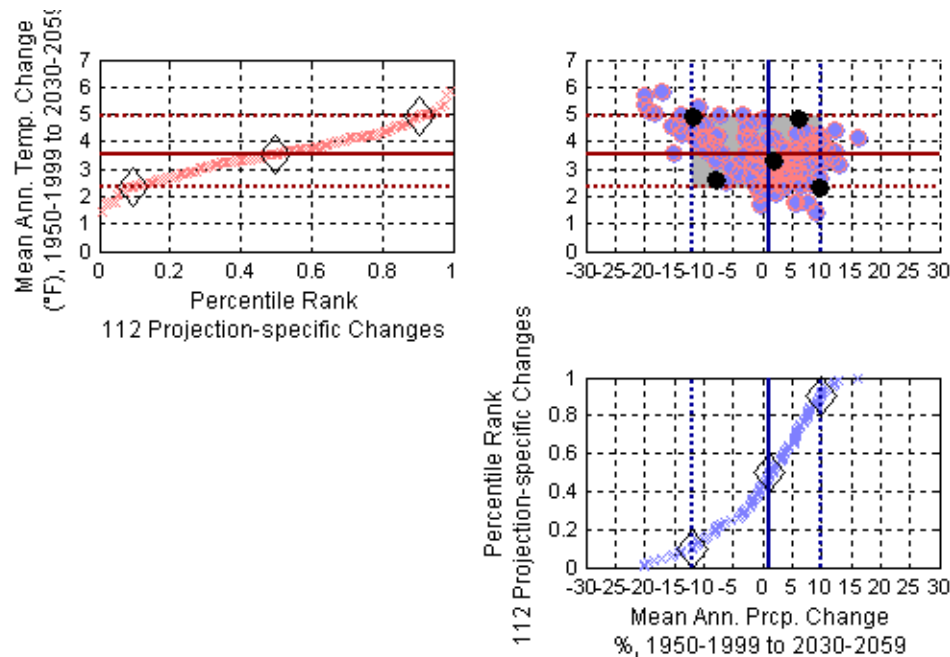 Mean Ann. Temp. Change
(°F), 1950-1999 to 2030-2059
7
6
5
4
3
2
1
0
0 0.2 0.4 0.6 0.8 1
Percentile Rank
112 Projection-specific Changes
7
6
5
4
3
2
1
0
-30 -25 -20 -15 -10 -5 0 5 10 15 20 25 30
Percentile Rank
112 Projection-specific Changes
1
0.8
0.6
0.4
0.2
0
-30 -25 -20 -15 -10 -5 0 5 10 15 20 25 30
Mean Ann. Prcp. Change
%, 1950-1999 to 2030-2059